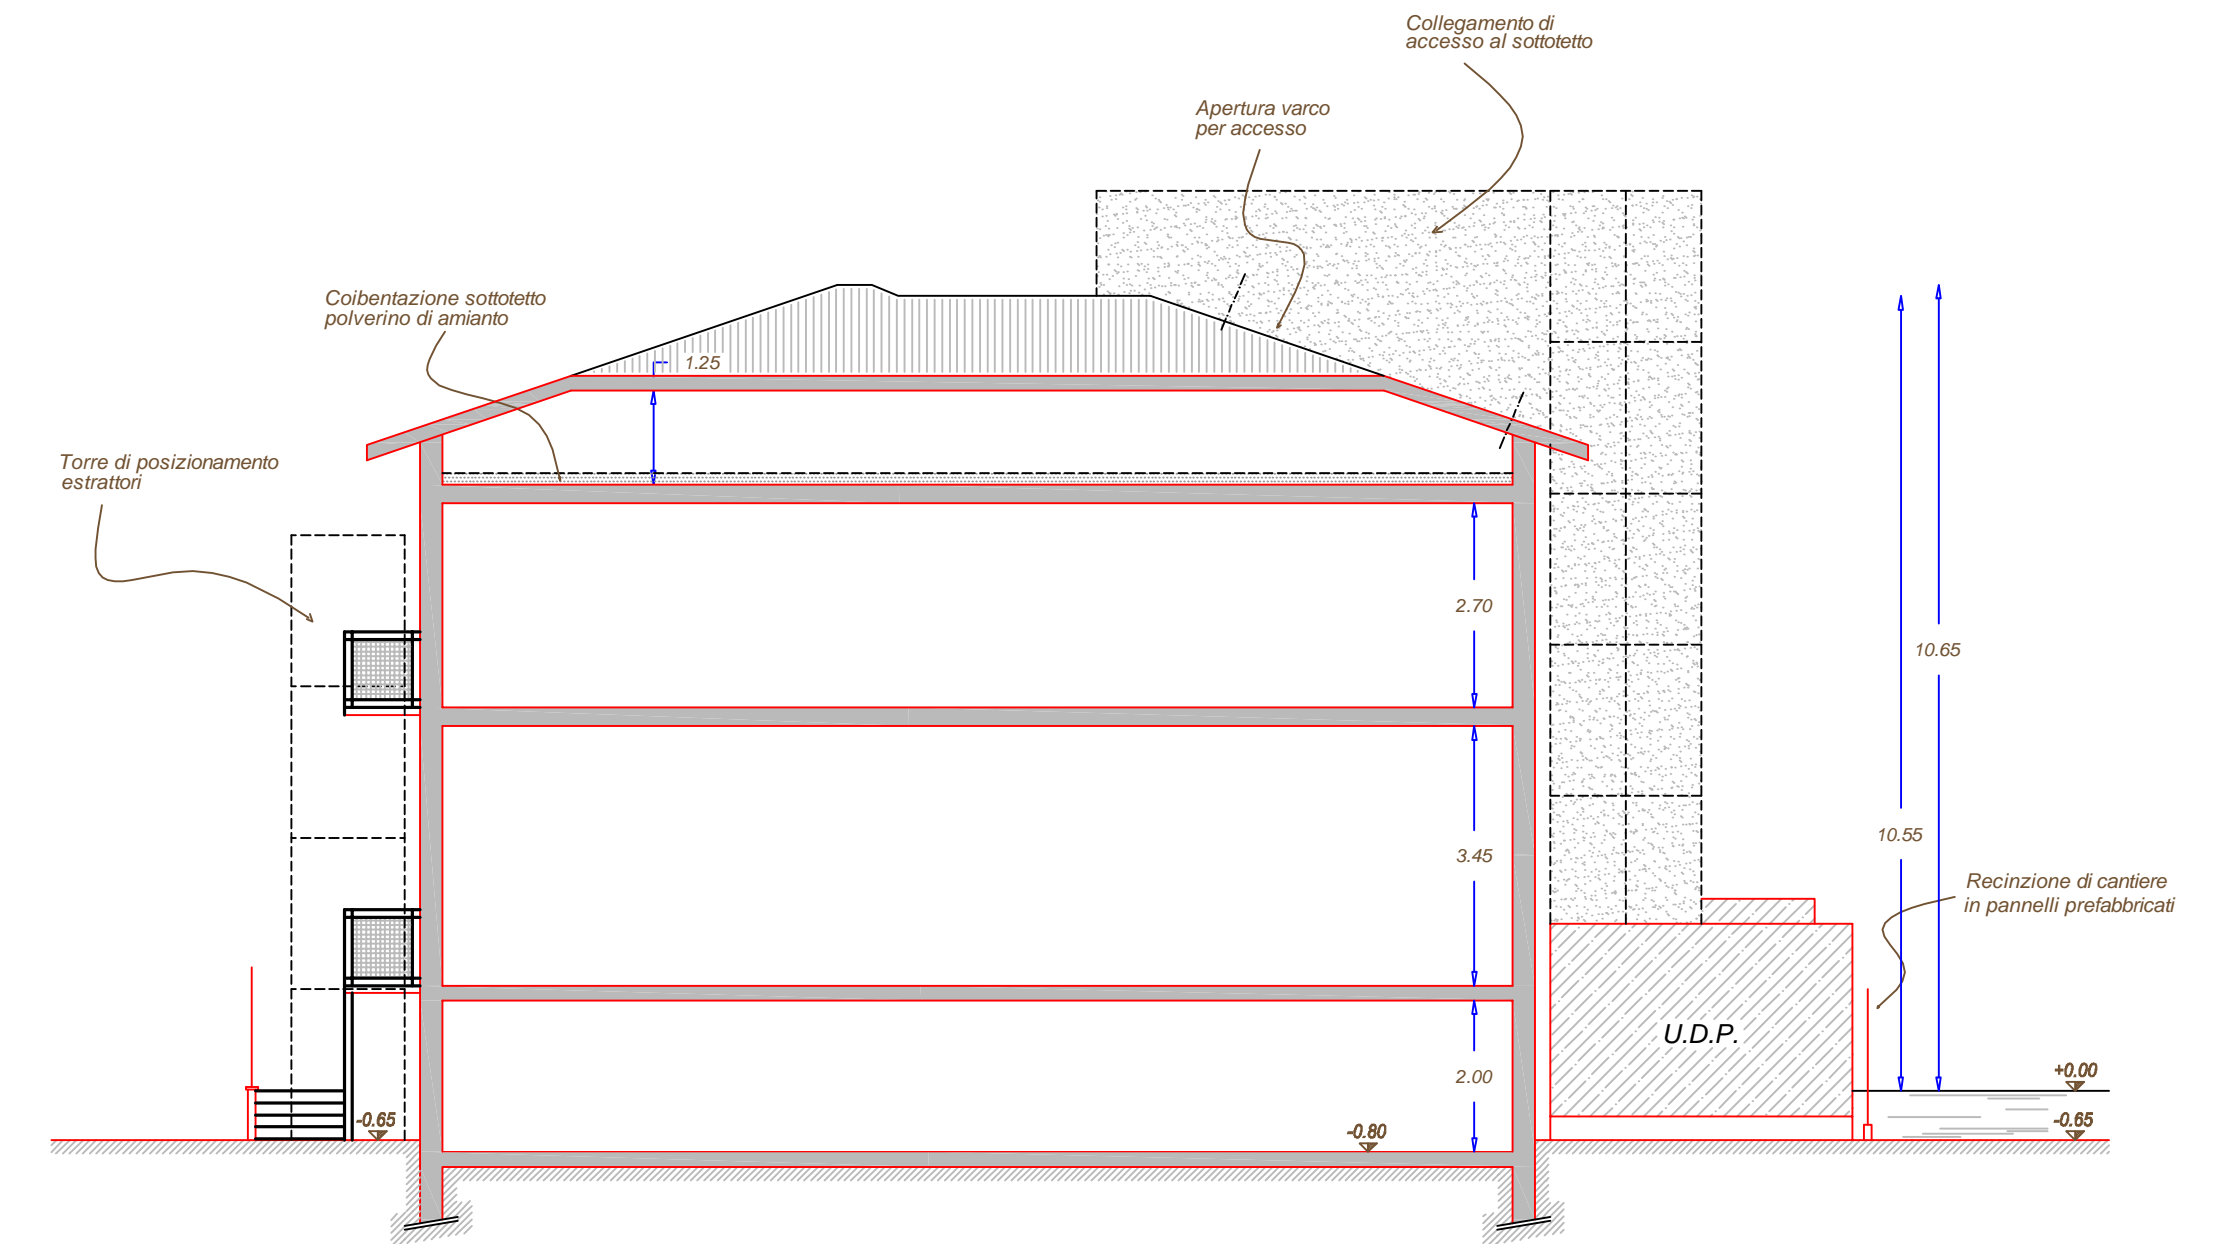 Collegamento di
accesso al sottotetto
Apertura varco
per accesso
Coibentazione sottotetto
polverino di amianto
1.25
Torre di posizionamento
estrattori
2.70
10.65
10.55
3.45
Recinzione di cantiere
in pannelli prefabbricati
U.D.P.
2.00
+0.00
-0.65
-0.80
-0.65